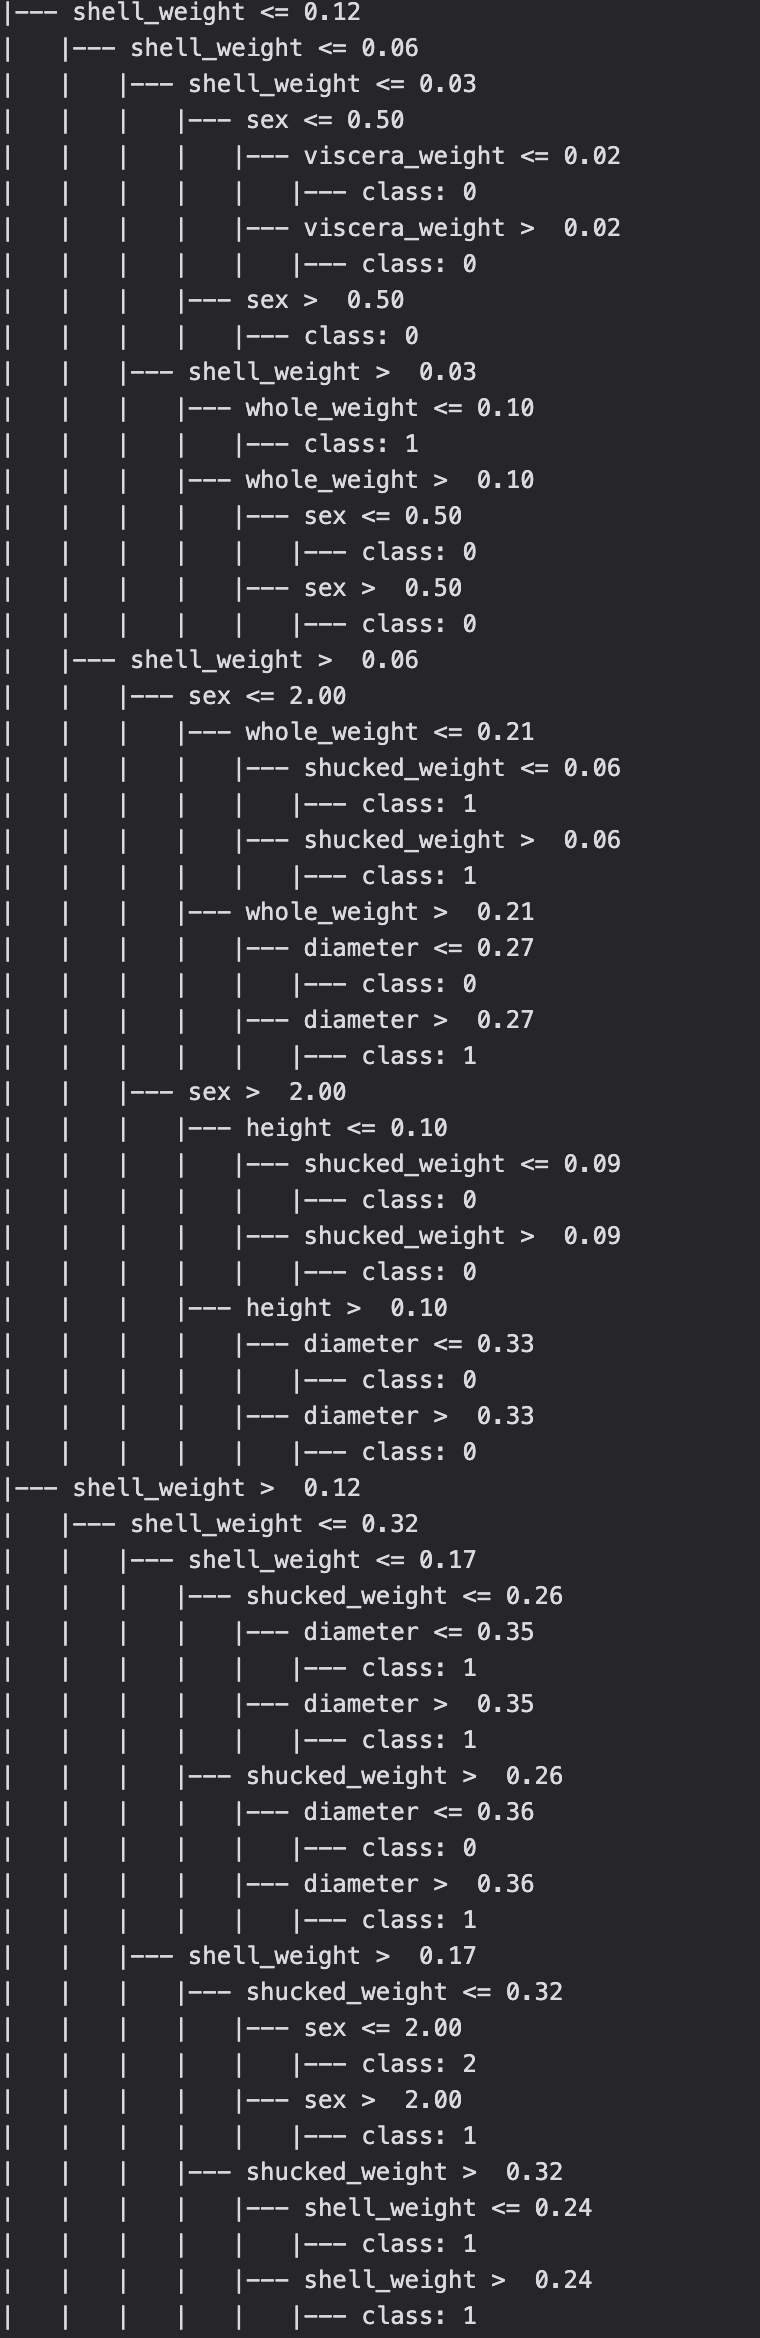 |--- shell_weight <= 0.12
|   |--- shell_weight <= 0.06
|   |   |--- shell_weight <= 0.03
|   |   |   |--- sex <= 0.50
|   |   |   |   |--- viscera_weight <= 0.02
|   |   |   |   |   |--- class: 0
|   |   |   |   |--- viscera_weight >  0.02
|   |   |   |   |   |--- class: 0
|   |   |   |--- sex >  0.50
|   |   |   |   |--- class: 0
|   |   |--- shell_weight >  0.03
|   |   |   |--- whole_weight <= 0.10
|   |   |   |   |--- class: 1
|   |   |   |--- whole_weight >  0.10
|   |   |   |   |--- sex <= 0.50
|   |   |   |   |   |--- class: 0
|   |   |   |   |--- sex >  0.50
|   |   |   |   |   |--- class: 0
|   |--- shell_weight >  0.06
|   |   |--- sex <= 2.00
|   |   |   |--- whole_weight <= 0.21
|   |   |   |   |--- shucked_weight <= 0.06
|   |   |   |   |   |--- class: 1
|   |   |   |   |--- shucked_weight >  0.06
|   |   |   |   |   |--- class: 1
|   |   |   |--- whole_weight >  0.21
|   |   |   |   |--- diameter <= 0.27
|   |   |   |   |   |--- class: 0
|   |   |   |   |--- diameter >  0.27
|   |   |   |   |   |--- class: 1
|   |   |--- sex >  2.00
|   |   |   |--- height <= 0.10
|   |   |   |   |--- shucked_weight <= 0.09
|   |   |   |   |   |--- class: 0
|   |   |   |   |--- shucked_weight >  0.09
|   |   |   |   |   |--- class: 0
|   |   |   |--- height >  0.10
|   |   |   |   |--- diameter <= 0.33
|   |   |   |   |   |--- class: 0
|   |   |   |   |--- diameter >  0.33
|   |   |   |   |   |--- class: 0
|--- shell_weight >  0.12
|   |--- shell_weight <= 0.32
|   |   |--- shell_weight <= 0.17
|   |   |   |--- shucked_weight <= 0.26
|   |   |   |   |--- diameter <= 0.35
|   |   |   |   |   |--- class: 1
|   |   |   |   |--- diameter >  0.35
|   |   |   |   |   |--- class: 1
|   |   |   |--- shucked_weight >  0.26
|   |   |   |   |--- diameter <= 0.36
|   |   |   |   |   |--- class: 0
|   |   |   |   |--- diameter >  0.36
|   |   |   |   |   |--- class: 1
|   |   |--- shell_weight >  0.17
|   |   |   |--- shucked_weight <= 0.32
|   |   |   |   |--- sex <= 2.00
|   |   |   |   |   |--- class: 2
|   |   |   |   |--- sex >  2.00
|   |   |   |   |   |--- class: 1
|   |   |   |--- shucked_weight >  0.32
|   |   |   |   |--- shell_weight <= 0.24
|   |   |   |   |   |--- class: 1
|   |   |   |   |--- shell_weight >  0.24
|   |   |   |   |   |--- class: 1